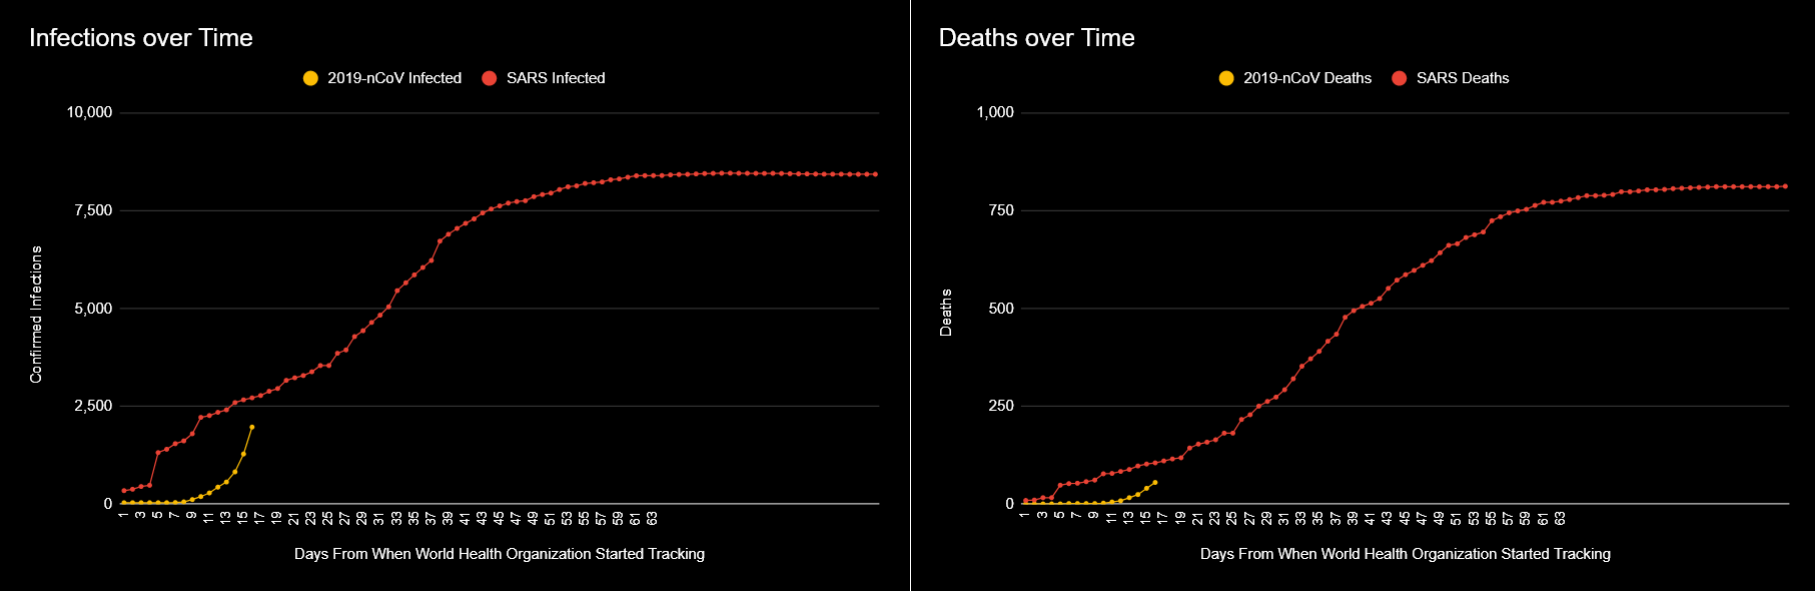 Infections over Time
2019-nCoV Infected SARS Infected
10,000
7,500
5,000
2,500
0
Confirmed Infections
1 3 5 7 9 11 13 15 17 19 21 23 25 27 29 31 33 35 37 39 41 43 45 47 49 51 53 55 57 59 61 63
Days From When World Health Organization Started Tracking
Deaths over Time
2019-nCoV Deaths SARS Deaths
1,000
750
500
250
0
Deaths
1 3 5 7 9 11 13 15 17 19 21 23 25 27 29 31 33 35 37 39 41 43 45 47 49 51 53 55 57 59 61 63
Days From When World Health Organization Started Tracking